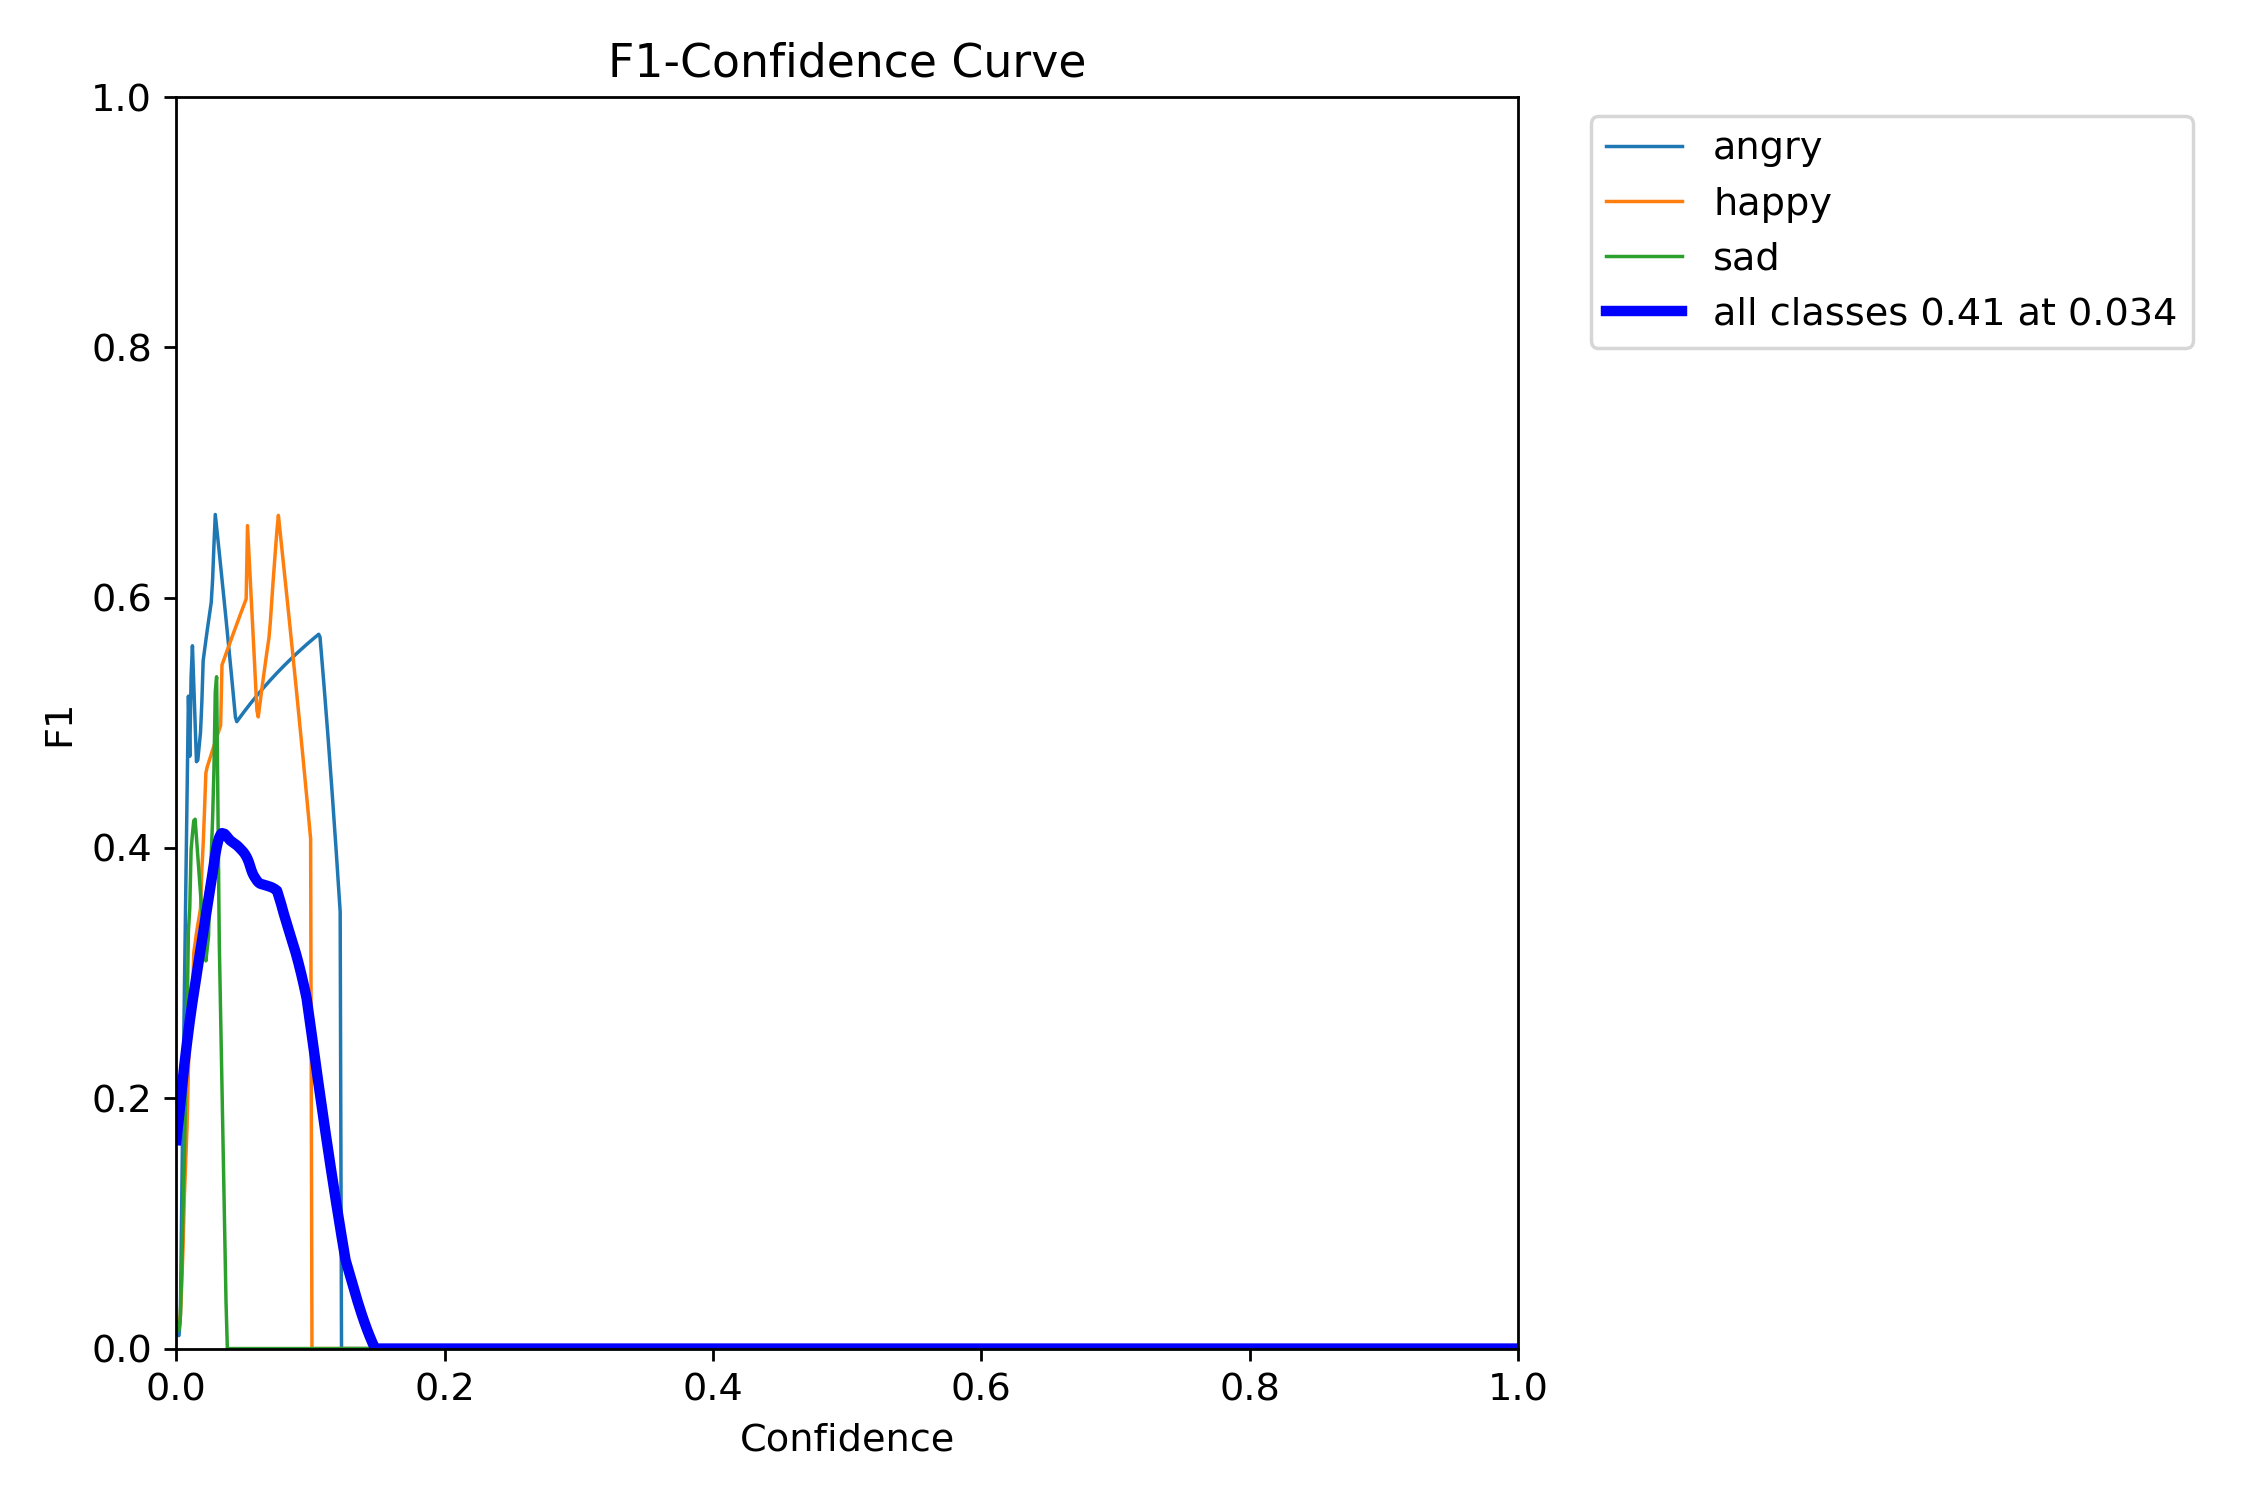 F1-Confidence Curve
1.0
0.8
0.6
0.4
0.2
0.0
F1
0.0 0.2 0.4 0.6 0.8 1.0
Confidence
angry
happy
sad
all classes 0.41 at 0.034